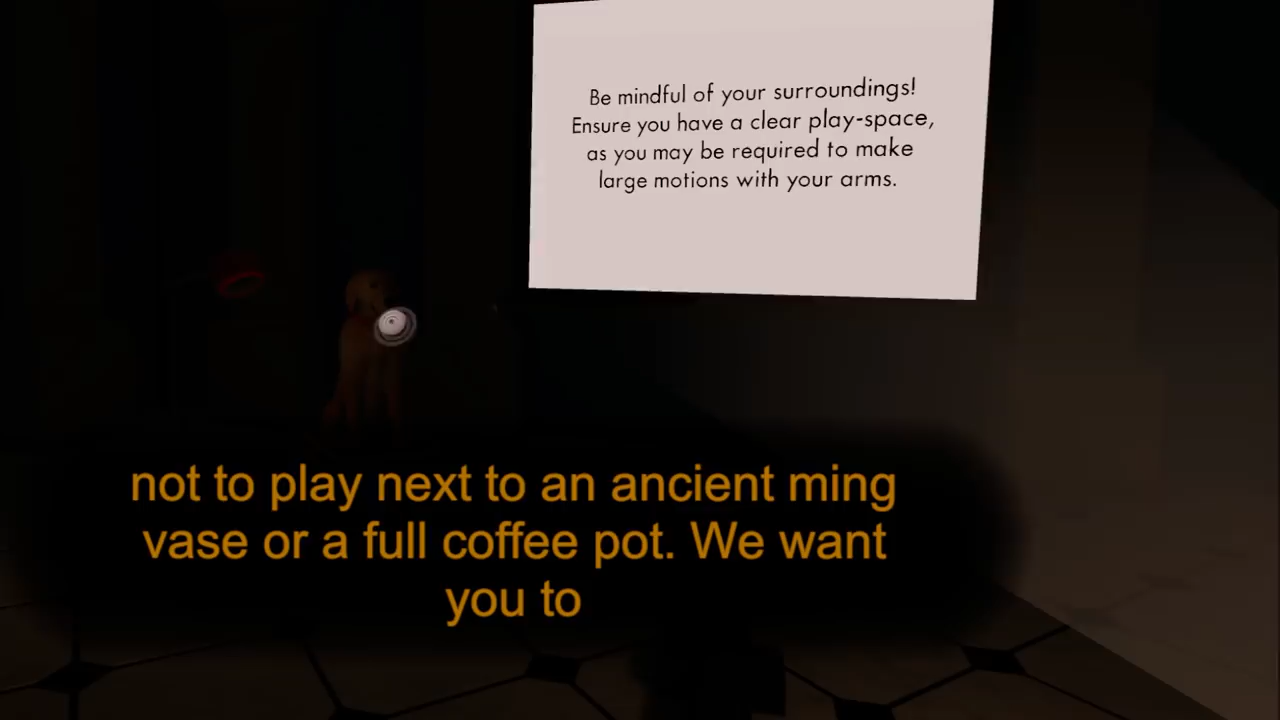 Be mindful of your surroundings!
Ensure you have a clear play-space,
as you may be required to make
large motions with your arms.
not to play next to an ancient ming
vase or a full coffee pot. We want
you to